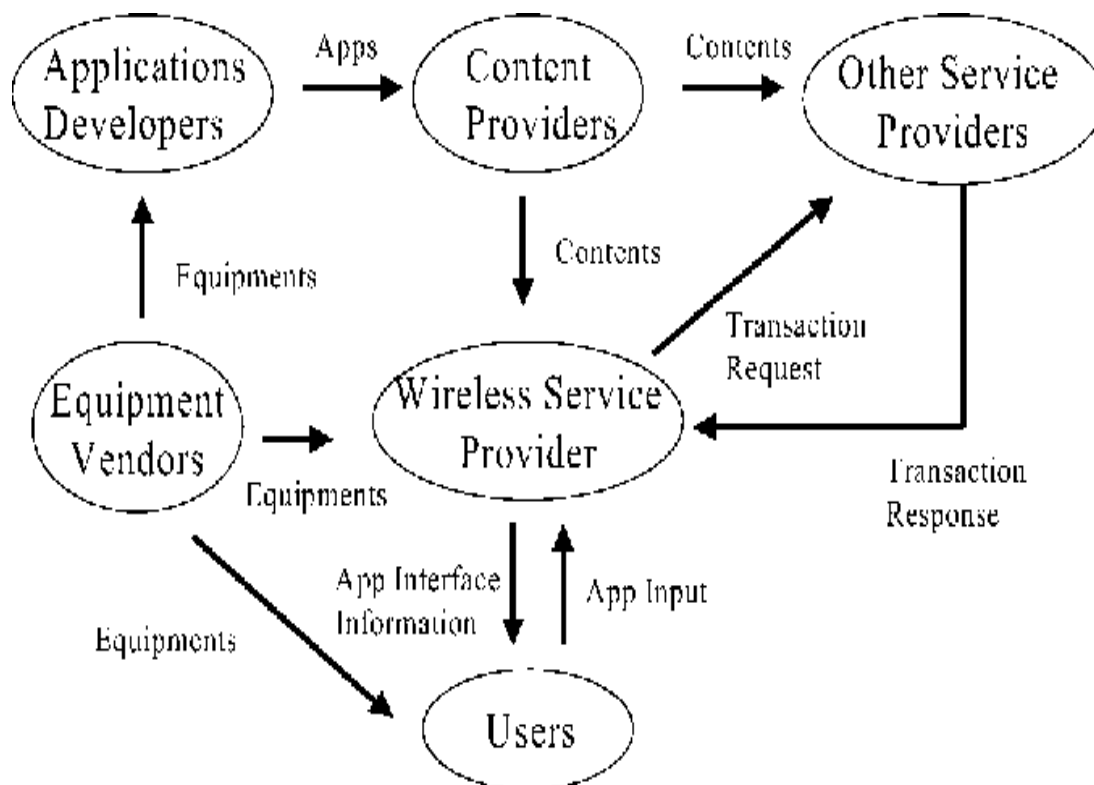 Applications
Developers
Apps
Content
Providers
Contents
Other Service
Providers
Equipments
Contents
Transaction
Request
Equipment
Vendors
Equipments
Wireless Service
Provider
Transaction
Response
Equipments
App Interface
Information
App Input
Users